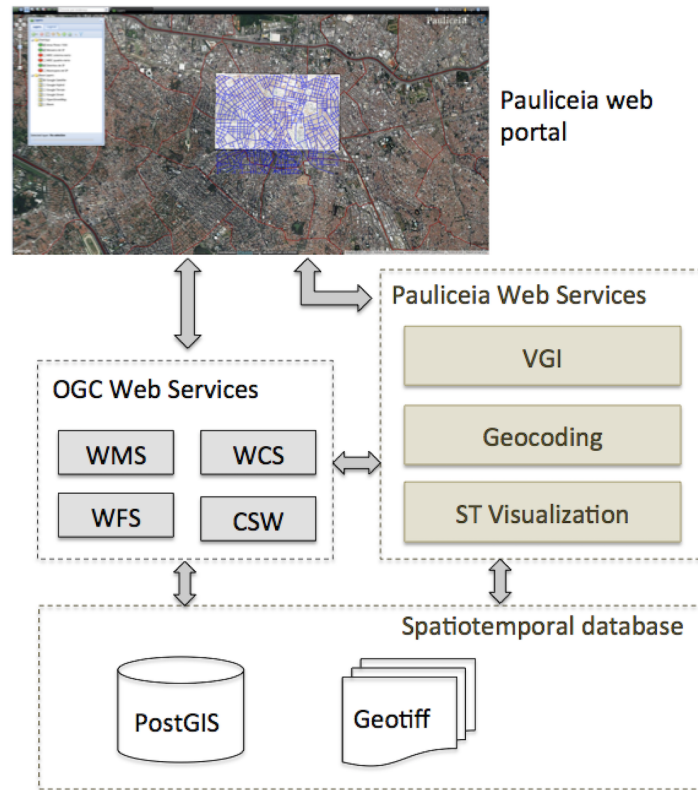 Pauliceia
Pauliceia web
portal
Pauliceia Web Services
VGI
OGC Web Services
WMS
WCS
Geocoding
WFS
CSW
ST Visualization
Spatiotemporal database
PostGIS
Geotiff